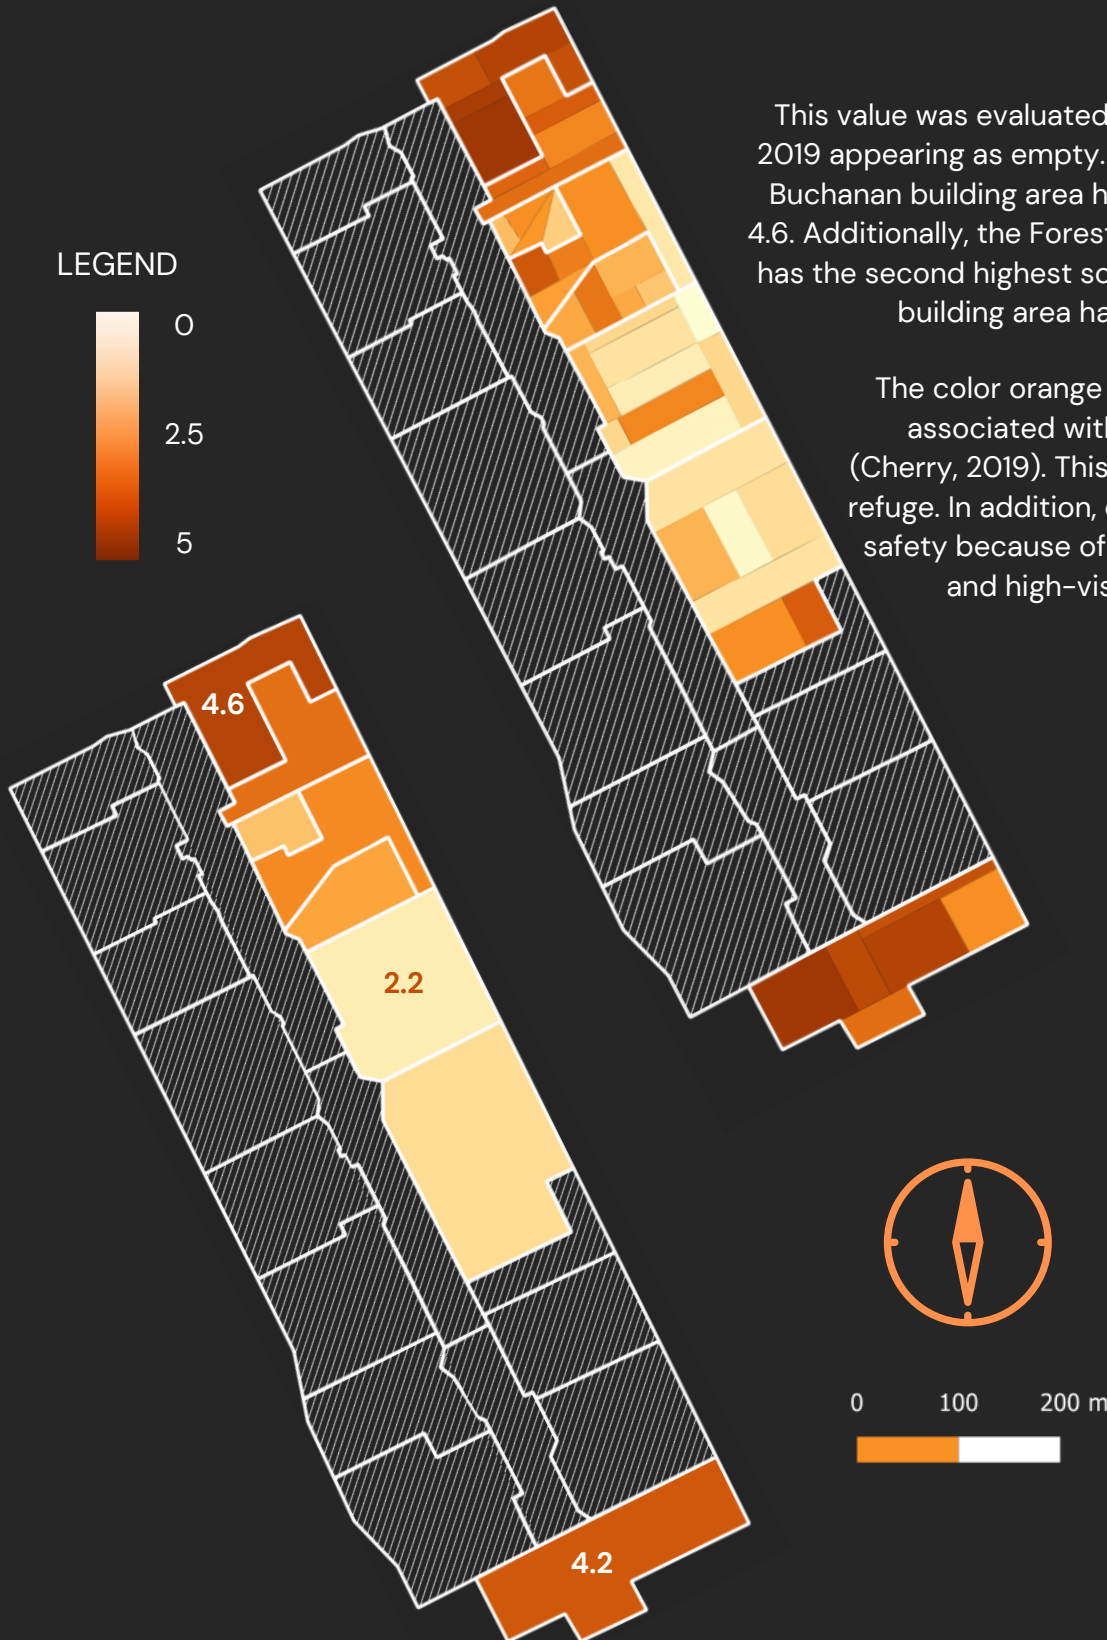 This value was evaluated
2019 appearing as empty.
Buchanan building area h
4.6. Additionally, the Forest
has the second highest sc
building area ha
The color orange
associated with
(Cherry, 2019). This
refuge. In addition,
safety because of
and high-vis
LEGEND
0
2.5
5
4.6
2.2
4.2
0 100 200 m